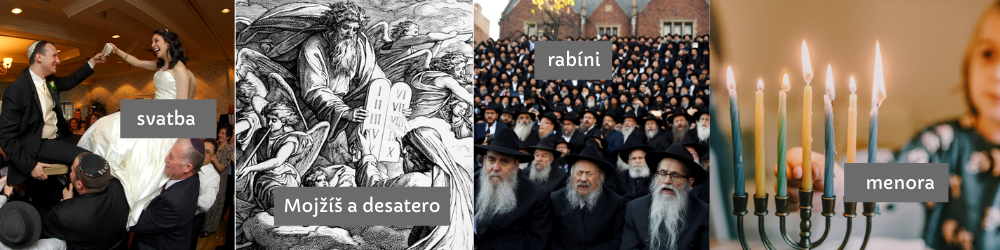 svatba
Mojžíš a desatero
rabíni
menora